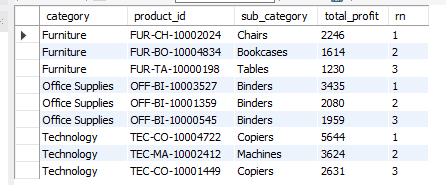 category product_id sub_category total_profit rn
Furniture FUR-CH-10002024 Chairs 2246 1
Furniture FUR-BO-10004834 Bookcases 1614 2
Furniture FUR-TA-10000198 Tables 1230 3
Office Supplies OFF-BI-10003527 Binders 3435 1
Office Supplies OFF-BI-10001359 Binders 2080 2
Office Supplies OFF-BI-10000545 Binders 1959 3
Technology TEC-CO-10004722 Copiers 5644 1
Technology TEC-MA-10002412 Machines 3624 2
Technology TEC-CO-10001449 Copiers 2631 3